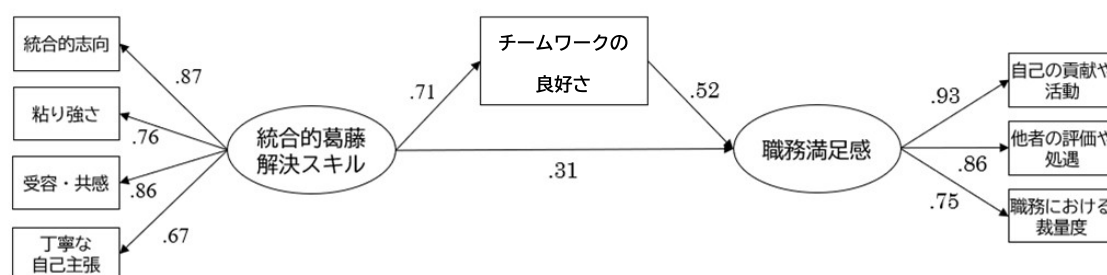 統合的志向
.87
粘り強さ
.76
受容・共感
.86
丁寧な
自己主張
.67
統合的葛藤
解決スキル
.71
チームワークの
良好さ
.52
.31
職務満足感
.93
自己の貢献や
活動
.86
他者の評価や
処遇
.75
職務における
裁量度